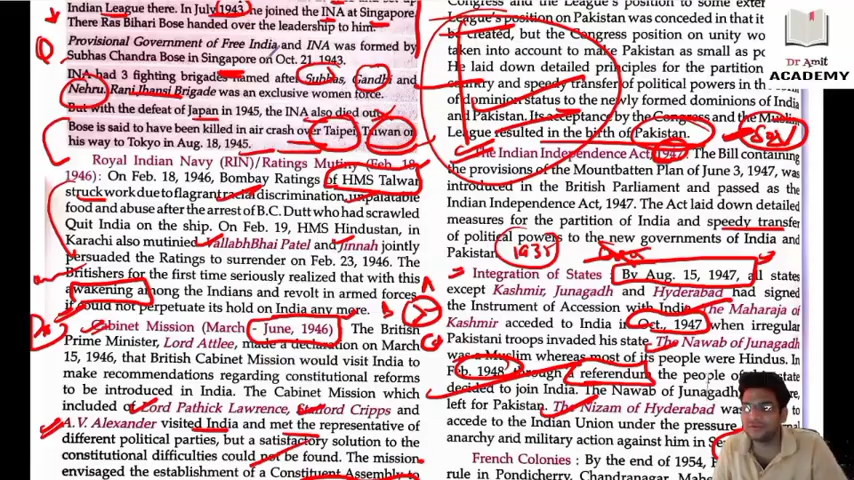 Indian League there. In July 1943 he joined the INA at Singapore.
There Ras Bihari Bose handed over the leadership to him.
Provisional Government of Free India and INA was formed by
Subhas Chandra Bose in Singapore on Oct. 21, 1943.
INA had 3 fighting brigades named after Subhas, Gandhi and
Nehru. Rani Jhansi Brigade was an exclusive women force.
But with the defeat of Japan in 1945, the INA also died out.
Bose is said to have been killed in air crash over Taipei, Taiwan on
his way to Tokyo in Aug. 18, 1945.
Royal Indian Navy (RIN)/Ratings Mutiny (Feb. 18,
1946) : On Feb. 18, 1946, Bombay Ratings of HMS Talwar
struck work due to flagrant racial discrimination, unpalatable
food and abuse after the arrest of B.C. Dutt who had scrawled
Quit India on the ship. On Feb. 19, HMS Hindustan, in
Karachi also mutinied VallabhBhai Patel and Jinnah jointly
persuaded the Ratings to surrender on Feb. 23, 1946. The
Britishers for the first time seriously realized that with this
awakening among the Indians and revolt in armed forces
it could not perpetuate its hold on India any more.
Cabinet Mission (March - June, 1946) The British
Prime Minister, Lord Attlee, made a declaration on March
15, 1946, that British Cabinet Mission would visit India to
make recommendations regarding constitutional reforms
to be introduced in India. The Cabinet Mission which
included of Lord Pathick Lawrence, Stafford Cripps and
A.V. Alexander visited India and met the representative of
different political parties, but a satisfactory solution to the
constitutional difficulties could not be found. The mission
envisaged the establishment of a Constituent Assembly to
Congress and the League's position to some exter
League's position on Pakistan was conceded in that it
be created, but the Congress position on unity wo
taken into account to make Pakistan as small as po
He laid down detailed principles for the partition
country and speedy transfer of political powers in th
of dominion status to the newly formed dominions of India
and Pakistan. Its acceptance by the Congress and the Muslim
League resulted in the birth of Pakistan.
The Indian Independence Act, 1947 The Bill containing
the provisions of the Mountbatten Plan of June 3, 1947, was
introduced in the British Parliament and passed as the
Indian Independence Act, 1947. The Act laid down detailed
measures for the partition of India and speedy transfer
of political powers to the new governments of India and
Pakistan.
1935
Integration of States : By Aug. 15, 1947, all states
except Kashmir, Junagadh and Hyderabad had signed
the Instrument of Accession with India. The Maharaja of
Kashmir acceded to India in Oct., 1947 when irregular
Pakistani troops invaded his state. The Nawab of Junagadh
was a Muslim whereas most of its people were Hindus. In
Feb. 1948 through a referendum the people of state
decided to join India. The Nawab of Junagadh
left for Pakistan. The Nizam of Hyderabad was
accede to the Indian Union under the pressure
anarchy and military action against him in Se
French Colonies : By the end of 1954,
rule in Pondicherry, Chandranagar, Mah
Dr Amit
ACADEMY